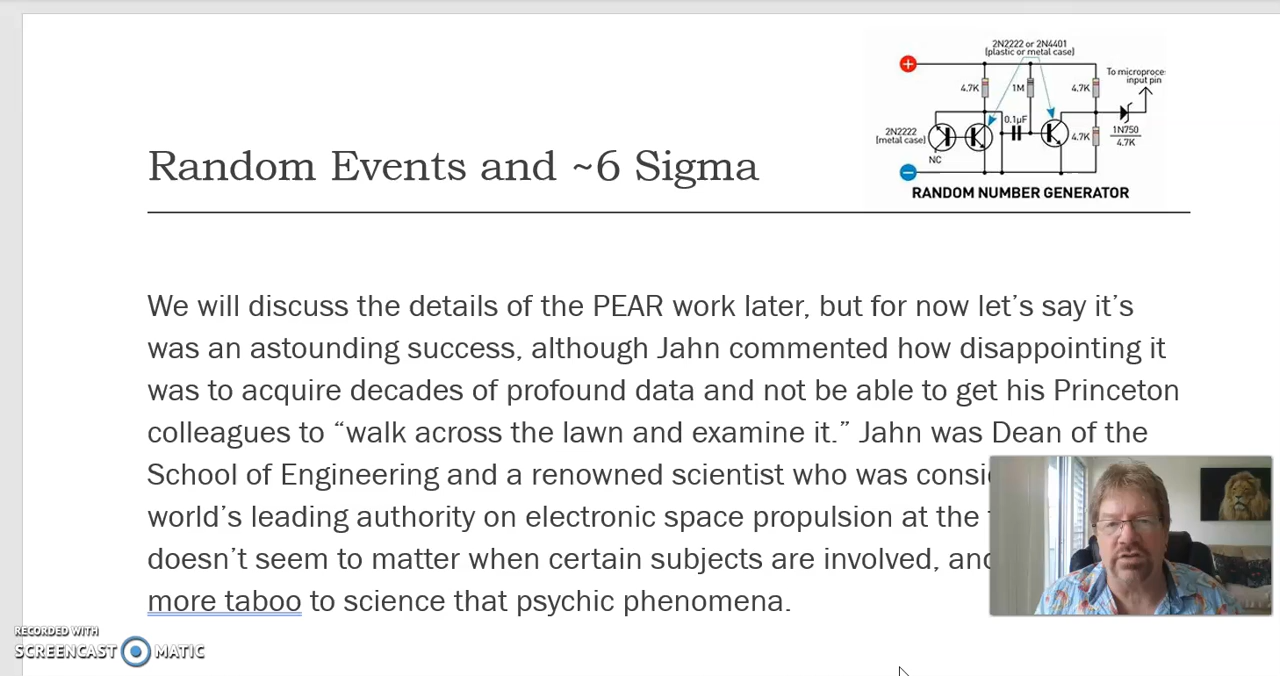 2N2222 or 2N4401
(plastic or metal case)
To microproce
input pin
4.7K
1M
4.7K
0.1µF
2N2222
(metal case)
4.7K
1N750
4.7K
NC
RANDOM NUMBER GENERATOR
Random Events and ~6 Sigma
We will discuss the details of the PEAR work later, but for now let’s say it’s
was an astounding success, although Jahn commented how disappointing it
was to acquire decades of profound data and not be able to get his Princeton
colleagues to “walk across the lawn and examine it.” Jahn was Dean of the
School of Engineering and a renowned scientist who was consi
world’s leading authority on electronic space propulsion at the
doesn’t seem to matter when certain subjects are involved, and
more taboo to science that psychic phenomena.
RECORDED WITH
SCREENCAST MATIC